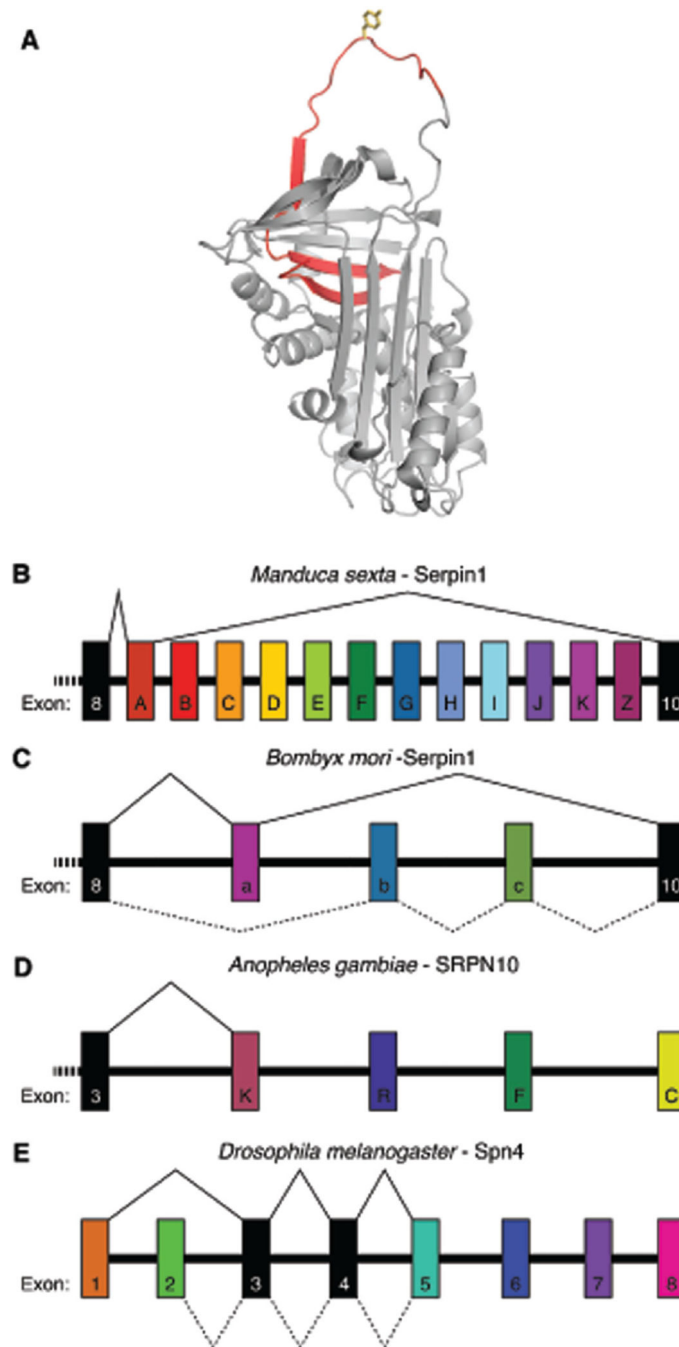 A
B
Manduca sexta - Serpin1
Exon: 8 A B C D E F G H I J K Z 10
C
Bombyx mori -Serpin1
Exon: 8 a b c 10
D
Anopheles gambiae - SRPN10
Exon: 3 K R F C
E
Drosophila melanogaster - Spn4
Exon: 1 2 3 4 5 6 7 8